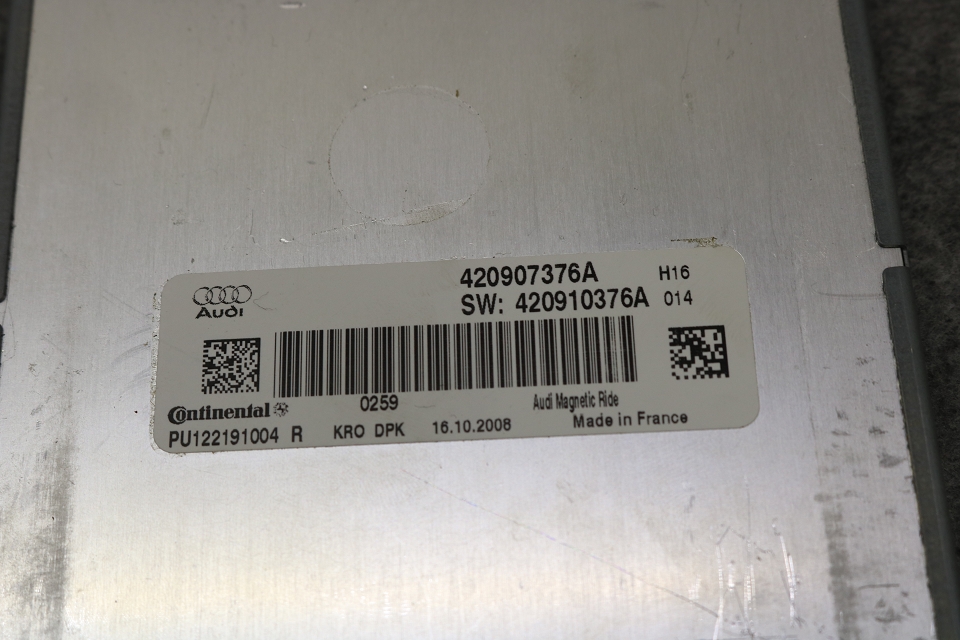 420907376A H16
SW: 420910376A 014
Audi
0259 Audi Magnetic Ride
Continental
PU122191004 R KRO DPK 16.10.2008 Made in France